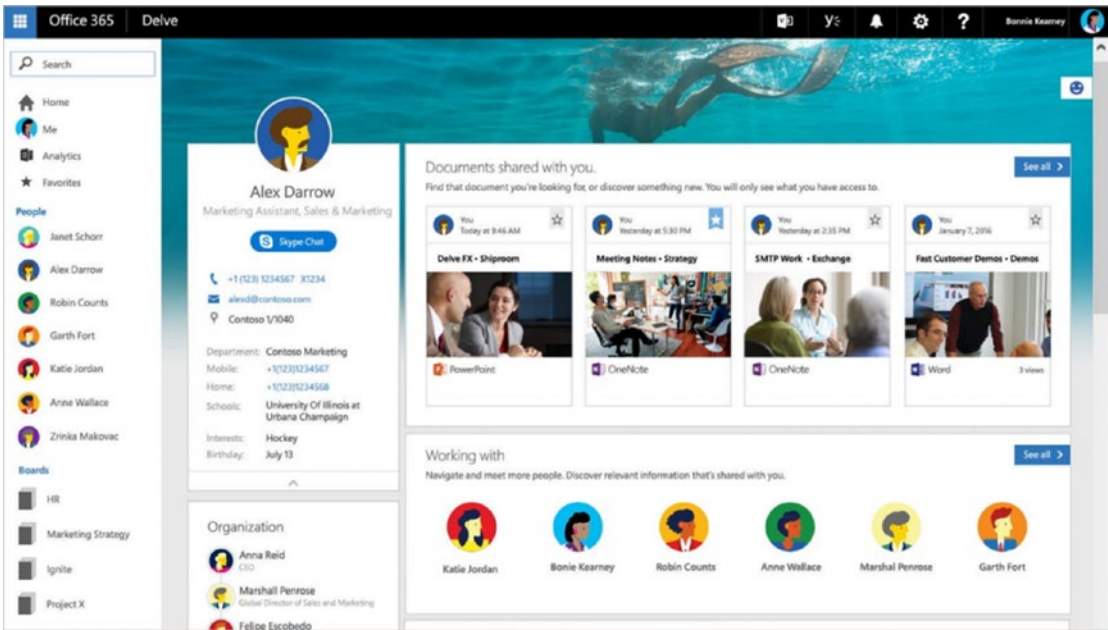 Office 365
Delve
Bonnie Kearney
Search
Home
Me
Analytics
Favorites
People
Janet Schorr
Alex Darrow
Robin Counts
Garth Fort
Katie Jordan
Anne Wallace
Zrinka Makovac
Boards
HR
Marketing Strategy
Ignite
Project X
Alex Darrow
Marketing Assistant, Sales & Marketing
Skype Chat
+1 (123) 1234567 X1234
alexd@contoso.com
Contoso 1/1040
Department: Contoso Marketing
Mobile: +1(123)1234567
Home: +1(123)1234568
Schools: University Of Illinois at
Urbana Champaign
Interests: Hockey
Birthday: July 13
Organization
Anna Reid
CEO
Marshall Penrose
Global Director of Sales and Marketing
Felipe Escobedo
Documents shared with you.
See all
Find that document you're looking for, or discover something new. You will only see what you have access to.
You
Today at 9:46 AM
Delve FX • Shiproom
PowerPoint
You
Yesterday at 5:30 PM
Meeting Notes • Strategy
OneNote
You
Yesterday at 2:35 PM
SMTP Work • Exchange
OneNote
You
January 7, 2016
Fast Customer Demos • Demos
Word
3 views
Working with
See all
Navigate and meet more people. Discover relevant information that's shared with you.
Katie Jordan
Bonie Kearney
Robin Counts
Anne Wallace
Marshal Penrose
Garth Fort